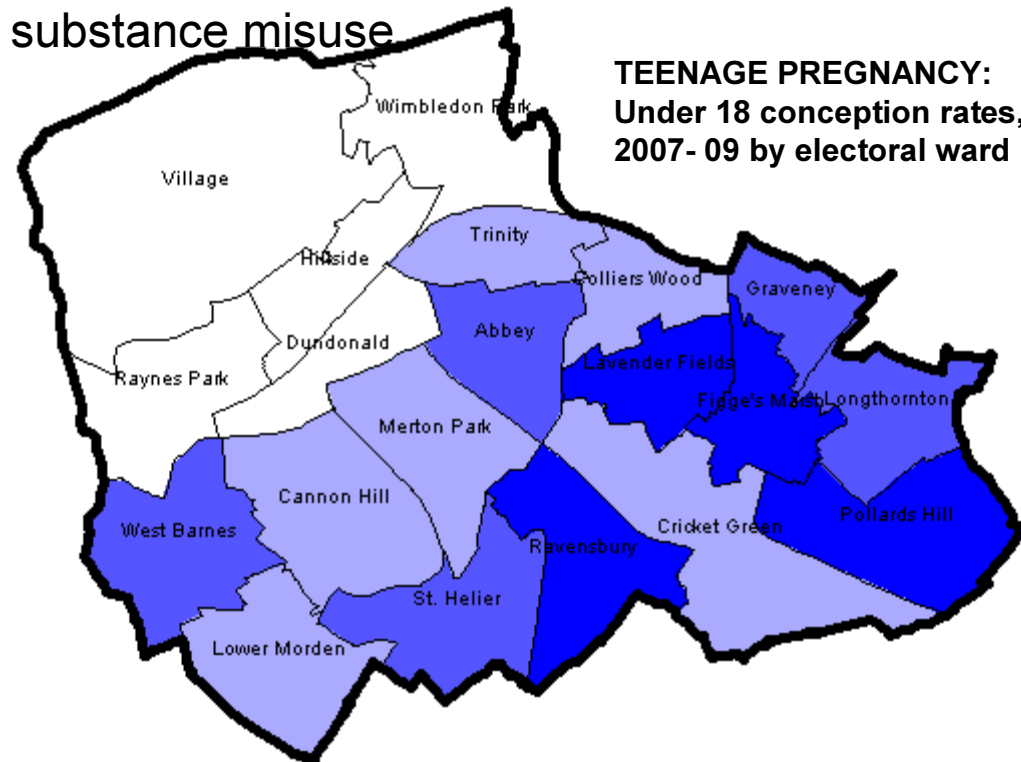 substance misuse
TEENAGE PREGNANCY:
Under 18 conception rates,
2007- 09 by electoral ward
Wimbledon Park
Village
Trinity
Hillside
Colliers Wood
Graveney
Abbey
Dundonald
Lavender Fields
Raynes Park
Figge's Marsh
Longthornton
Merton Park
Cannon Hill
Pollards Hill
West Barnes
Cricket Green
Ravensbury
St. Helier
Lower Morden